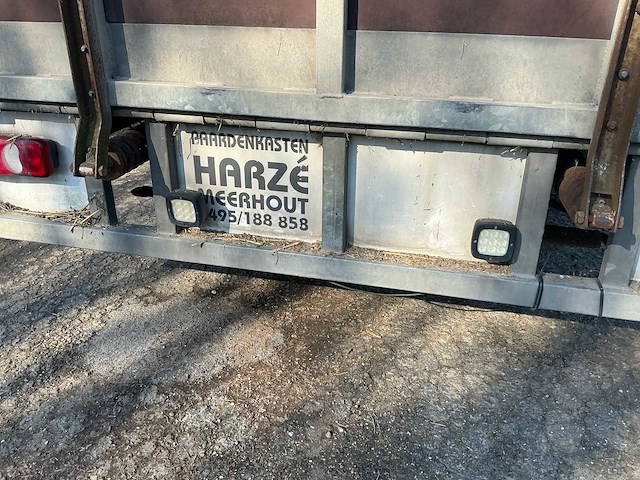 PAARDENKASTEN
HARZÉ
MEERHOUT
495/188 858